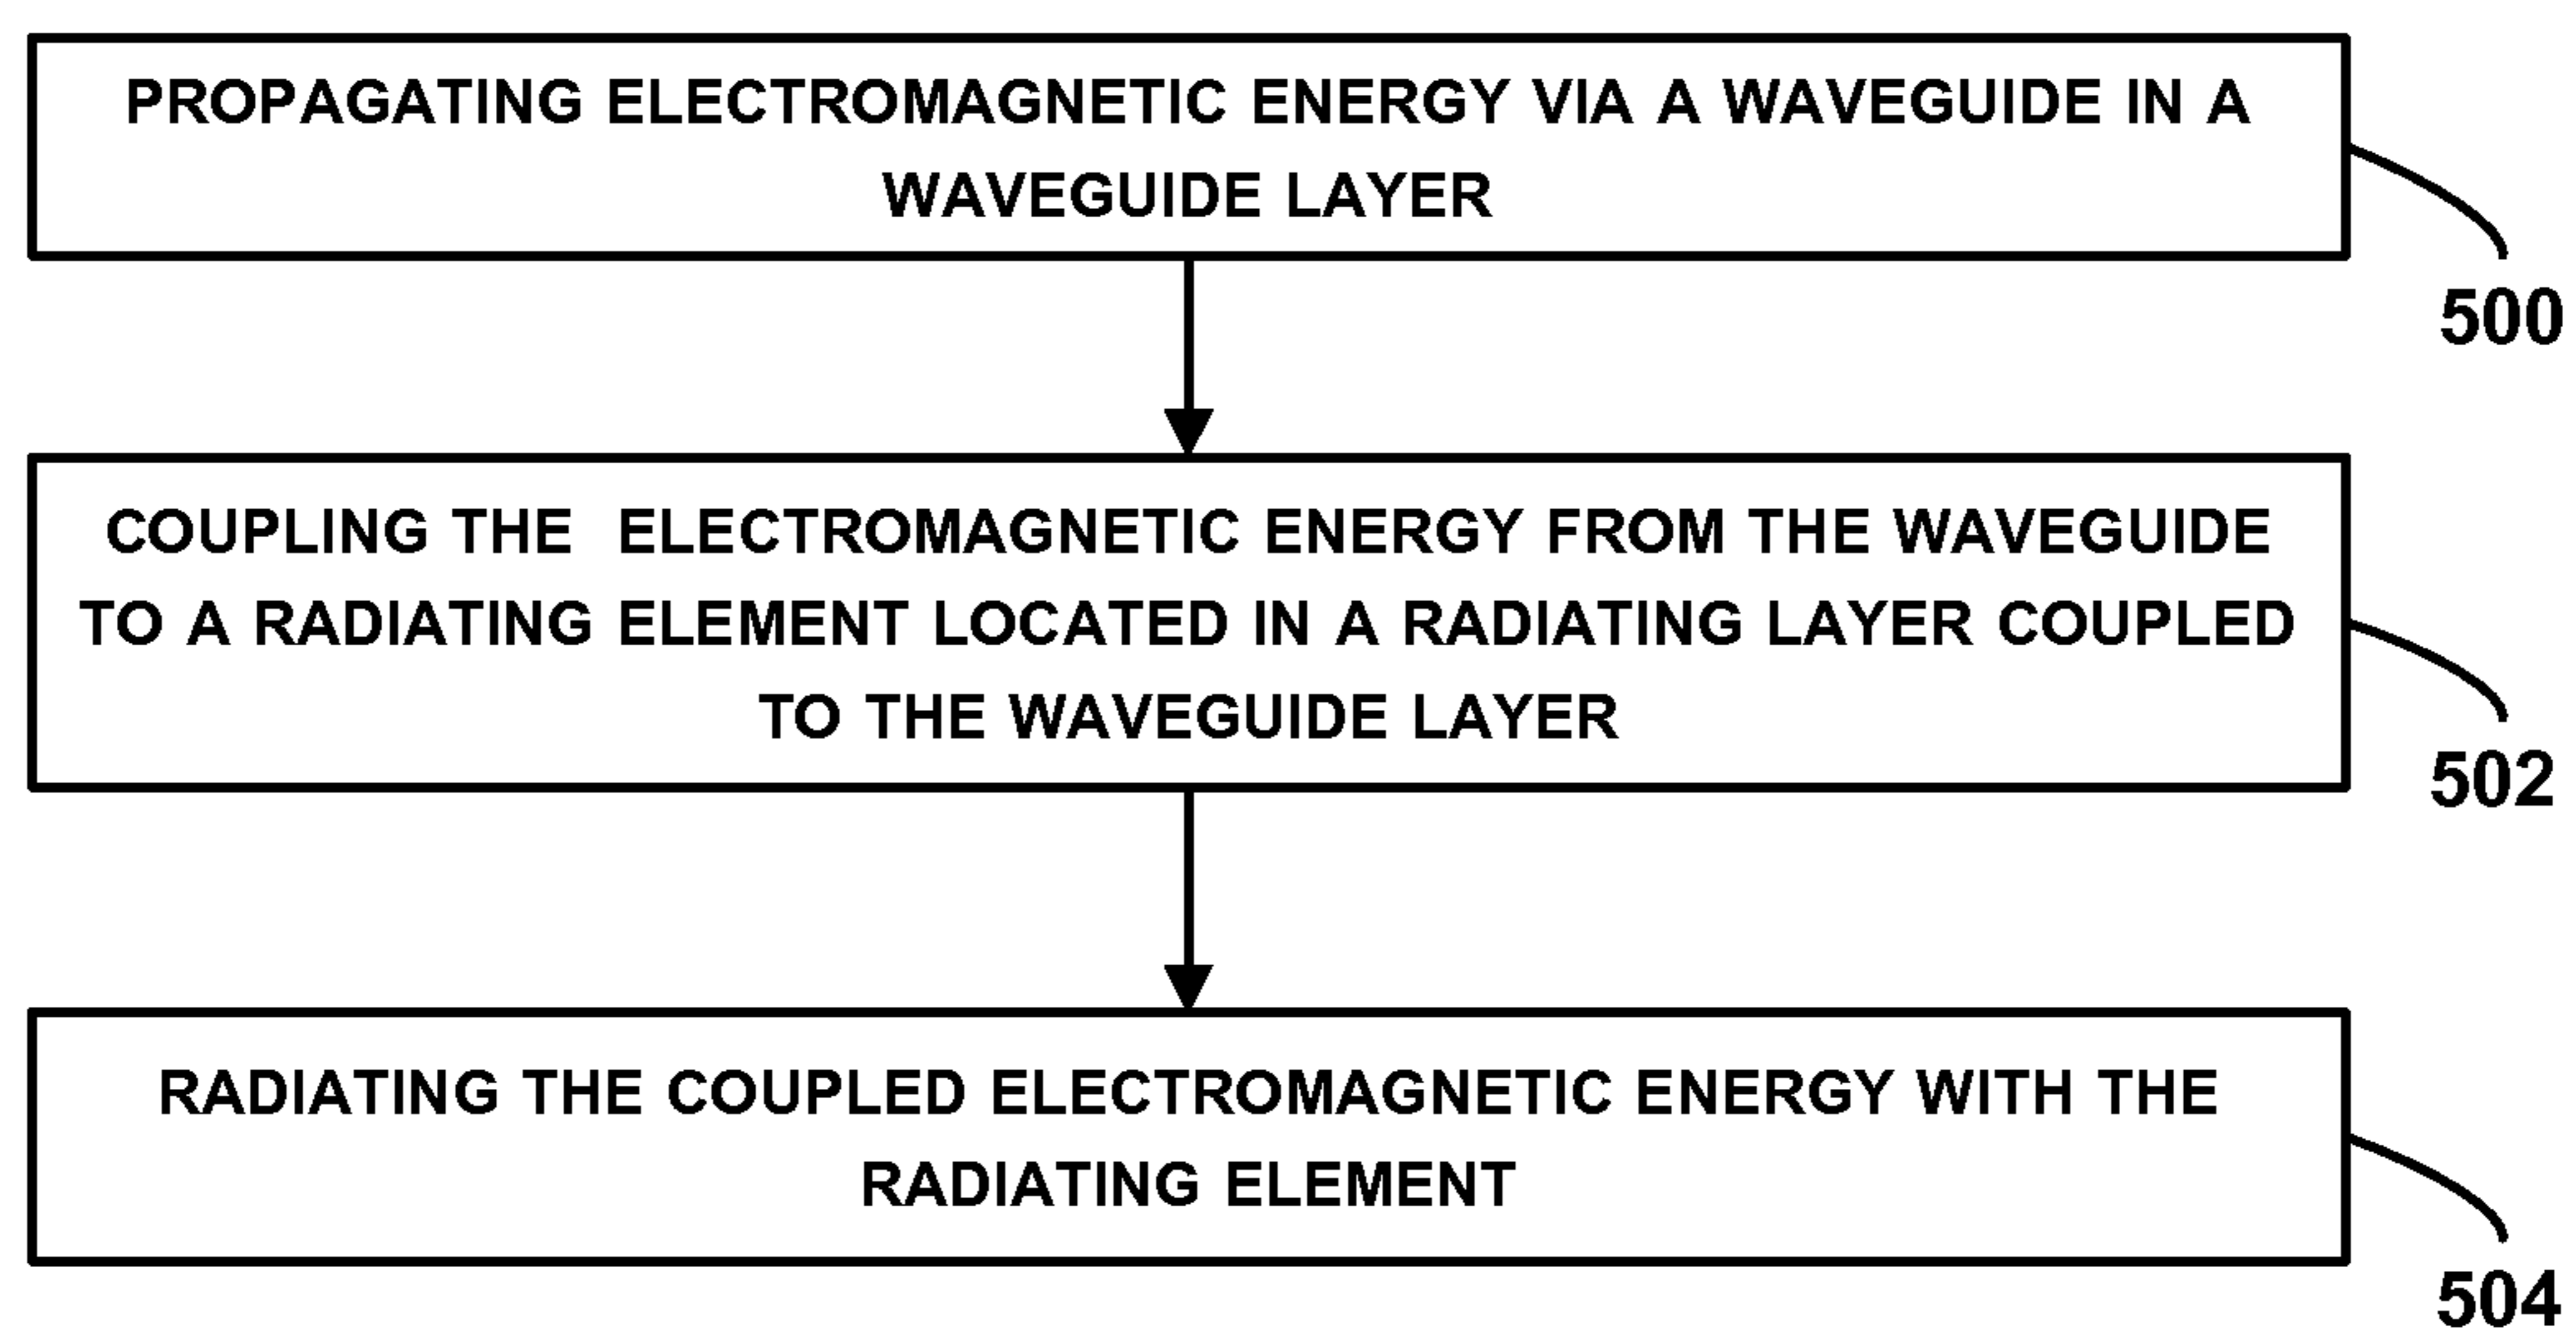 PROPAGATING ELECTROMAGNETIC ENERGY VIA A WAVEGUIDE IN A
WAVEGUIDE LAYER
500
COUPLING THE ELECTROMAGNETIC ENERGY FROM THE WAVEGUIDE
TO A RADIATING ELEMENT LOCATED IN A RADIATING LAYER COUPLED
TO THE WAVEGUIDE LAYER
502
RADIATING THE COUPLED ELECTROMAGNETIC ENERGY WITH THE
RADIATING ELEMENT
504